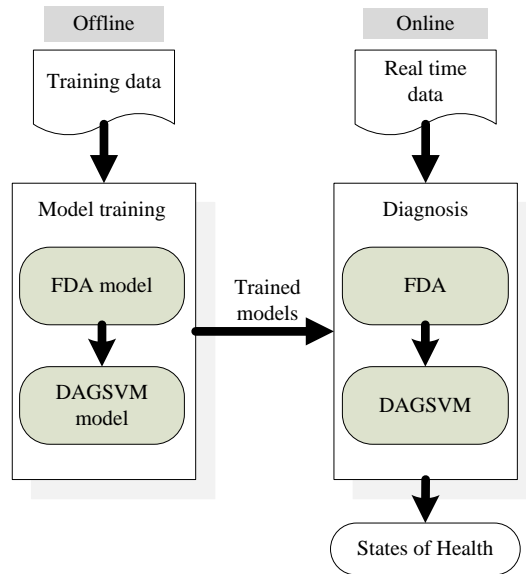 Offline
Training data
Model training
FDA model
DAGSVM
model
Trained
models
Online
Real time
data
Diagnosis
FDA
DAGSVM
States of Health